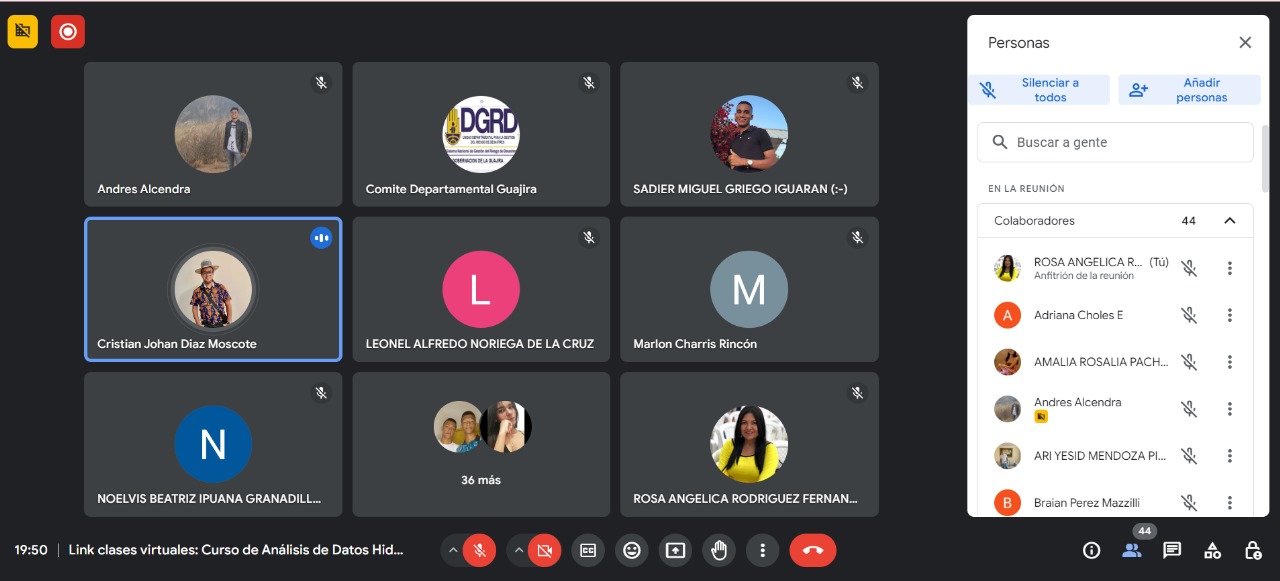 Personas
Silenciar a todos
Añadir personas
Buscar a gente
EN LA REUNIÓN
Colaboradores 44
ROSA ANGELICA R... (Tú)
Anfitrión de la reunión
A Adriana Choles E
AMALIA ROSALIA PACH...
Andres Alcendra
ARI YESID MENDOZA PI...
B Braian Perez Mazzilli
Andres Alcendra
DGRD
GOBERNACION DE LA GUAJIRA
Comite Departamental Guajira
SADIER MIGUEL GRIEGO IGUARAN (:-)
Cristian Johan Diaz Moscote
L
LEONEL ALFREDO NORIEGA DE LA CRUZ
M
Marlon Charris Rincón
N
NOELVIS BEATRIZ IPUANA GRANADILL...
36 más
ROSA ANGELICA RODRIGUEZ FERNAN...
19:50 | Link clases virtuales: Curso de Análisis de Datos Hid...
44